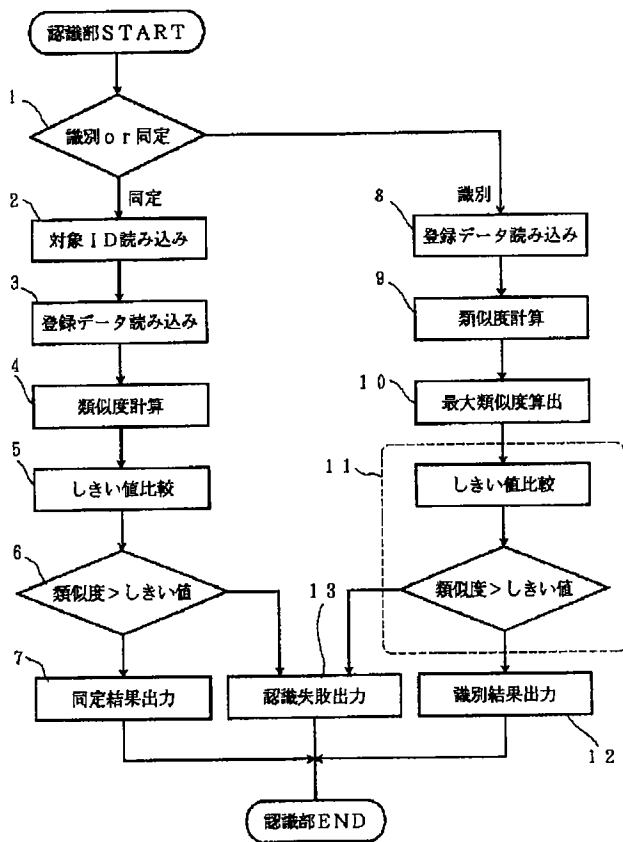 認識部START
1
識別or同定
同定
識別
2
対象ID読み込み
8
登録データ読み込み
3
登録データ読み込み
9
類似度計算
4
類似度計算
10
最大類似度算出
5
しきい値比較
11
しきい値比較
6
類似度>しきい値
13
類似度>しきい値
7
同定結果出力
認識失敗出力
識別結果出力
12
認識部END